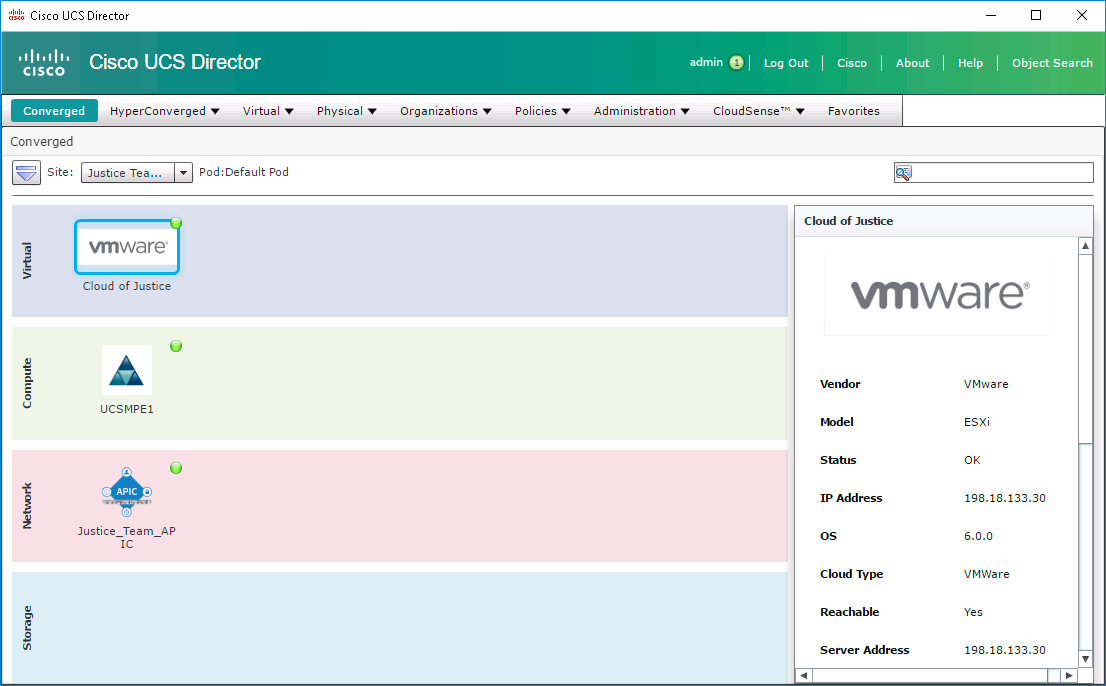 Cisco UCS Director
CISCO
Cisco UCS Director
admin 1 Log Out Cisco About Help Object Search
Converged HyperConverged Virtual Physical Organizations Policies Administration CloudSense™ Favorites
Converged
Site: Justice Tea... Pod:Default Pod
Virtual
vmware®
Cloud of Justice
Compute
UCSMPE1
Network
APIC
Justice_Team_AP
IC
Storage
Cloud of Justice
vmware®
Vendor VMware
Model ESXi
Status OK
IP Address 198.18.133.30
OS 6.0.0
Cloud Type VMWare
Reachable Yes
Server Address 198.18.133.30